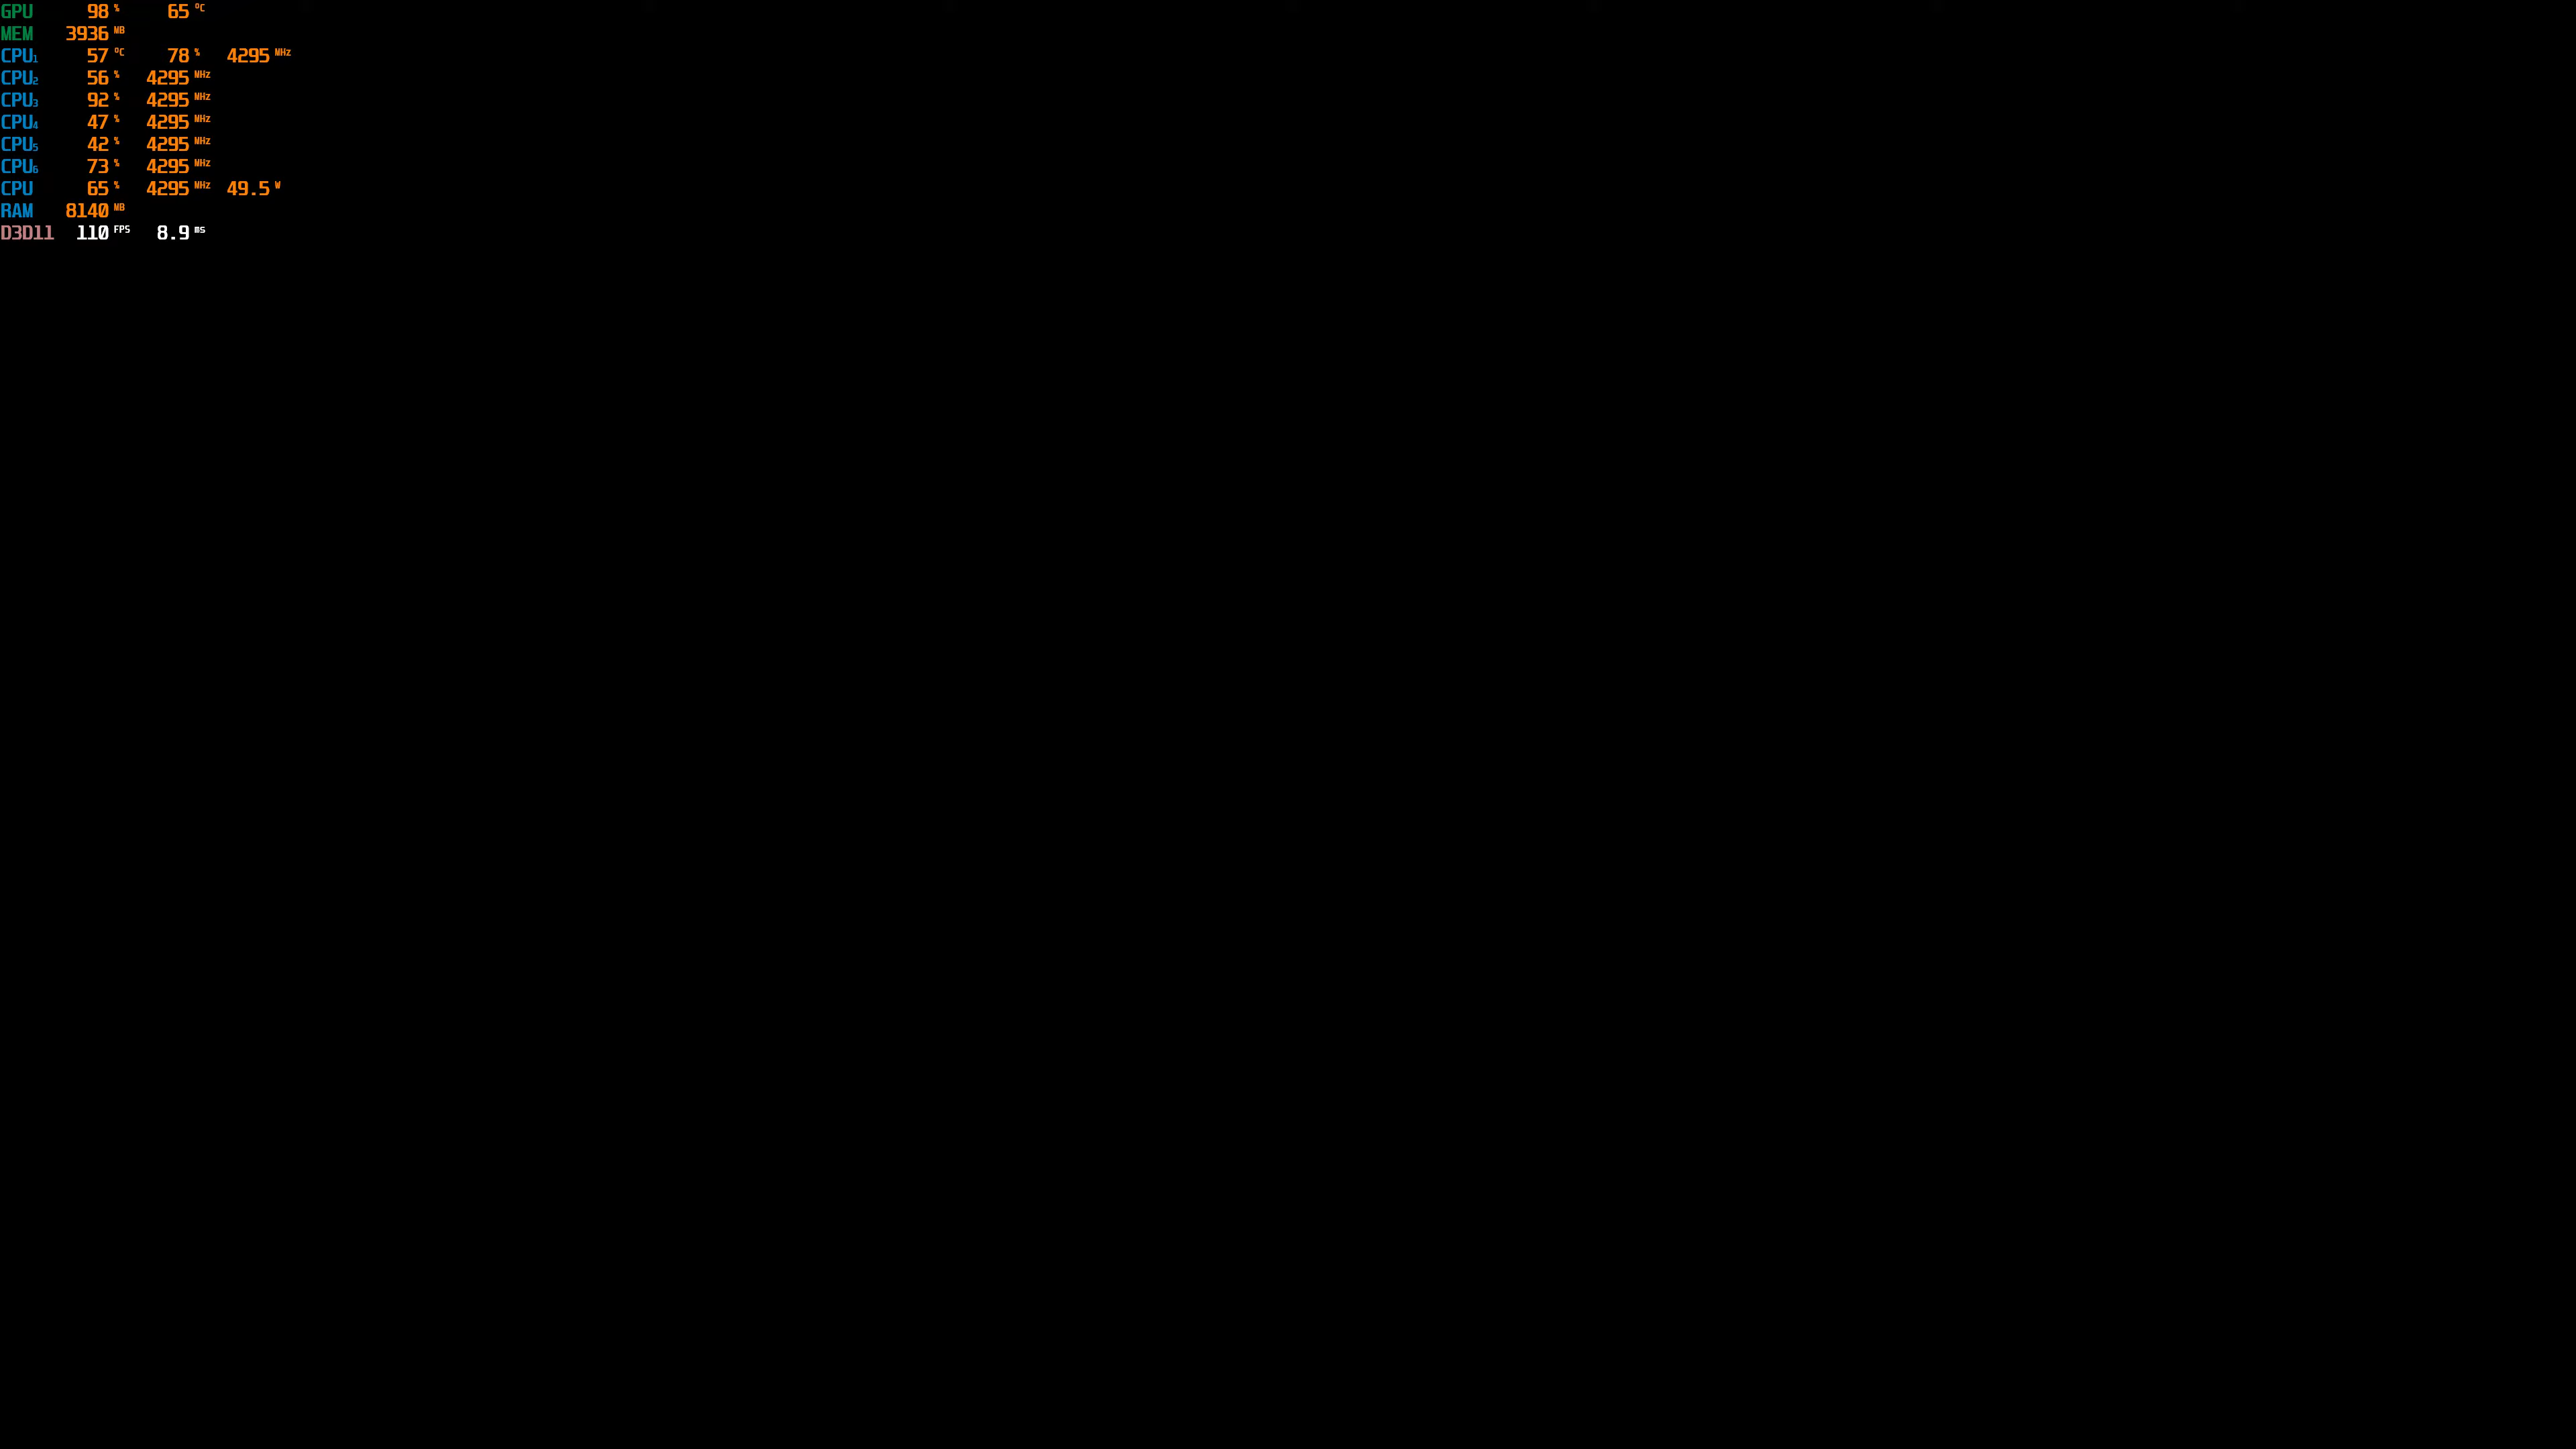 GPU 98 % 65 °C
MEM 3936 MB
CPU1 57 °C 78 % 4295 MHz
CPU2 56 % 4295 MHz
CPU3 92 % 4295 MHz
CPU4 47 % 4295 MHz
CPU5 42 % 4295 MHz
CPU6 73 % 4295 MHz
CPU 65 % 4295 MHz 49.5 W
RAM 8140 MB
D3D11 110 FPS 8.9 ms